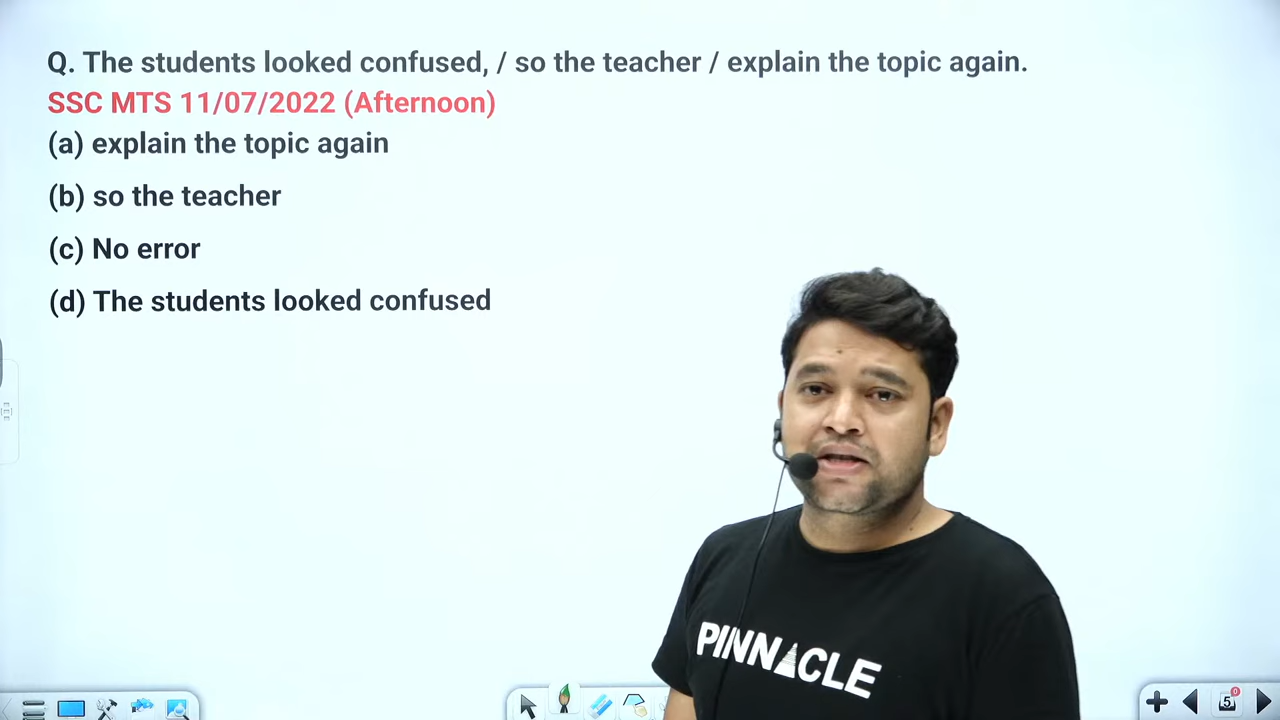 Q. The students looked confused, / so the teacher / explain the topic again.
SSC MTS 11/07/2022 (Afternoon)
(a) explain the topic again
(b) so the teacher
(c) No error
(d) The students looked confused
PINNACLE
5
0